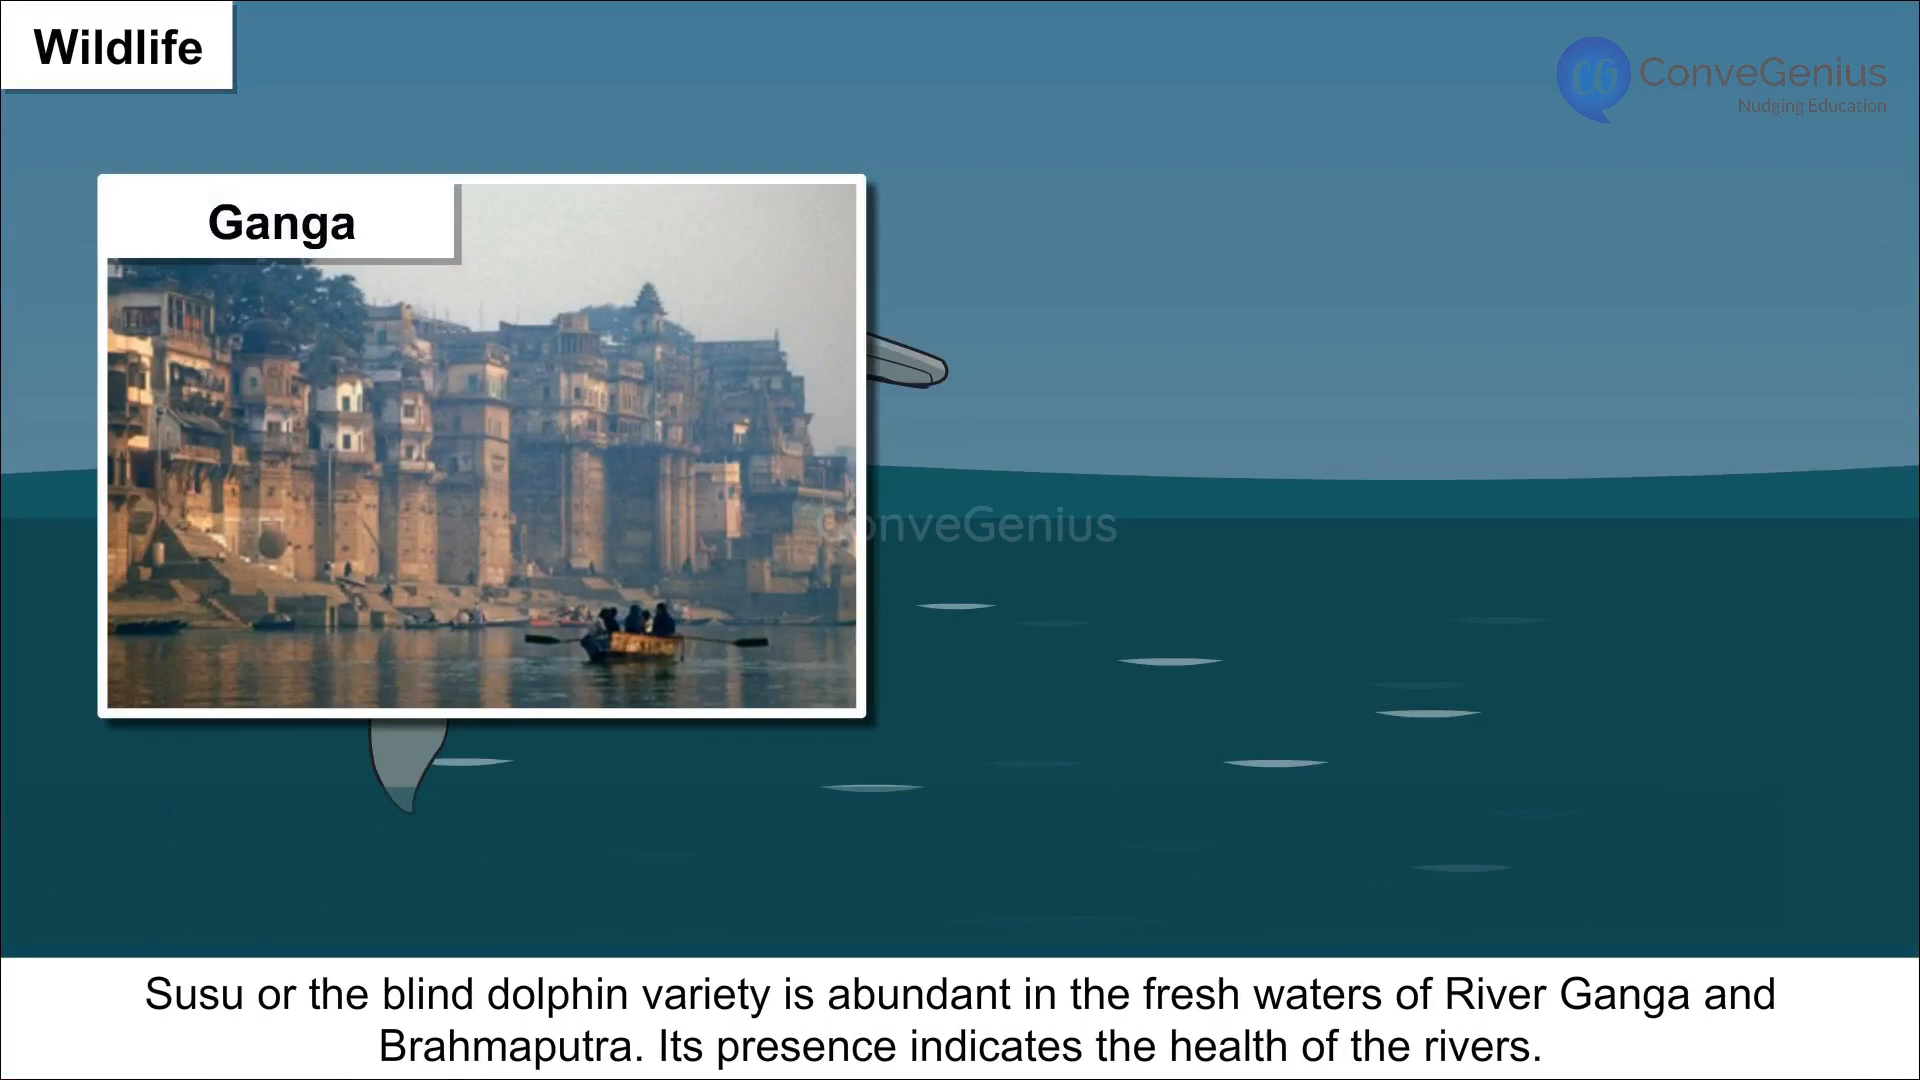 Wildlife
CG ConveGenius
Nudging Education
Ganga
ConveGenius
Susu or the blind dolphin variety is abundant in the fresh waters of River Ganga and
Brahmaputra. Its presence indicates the health of the rivers.